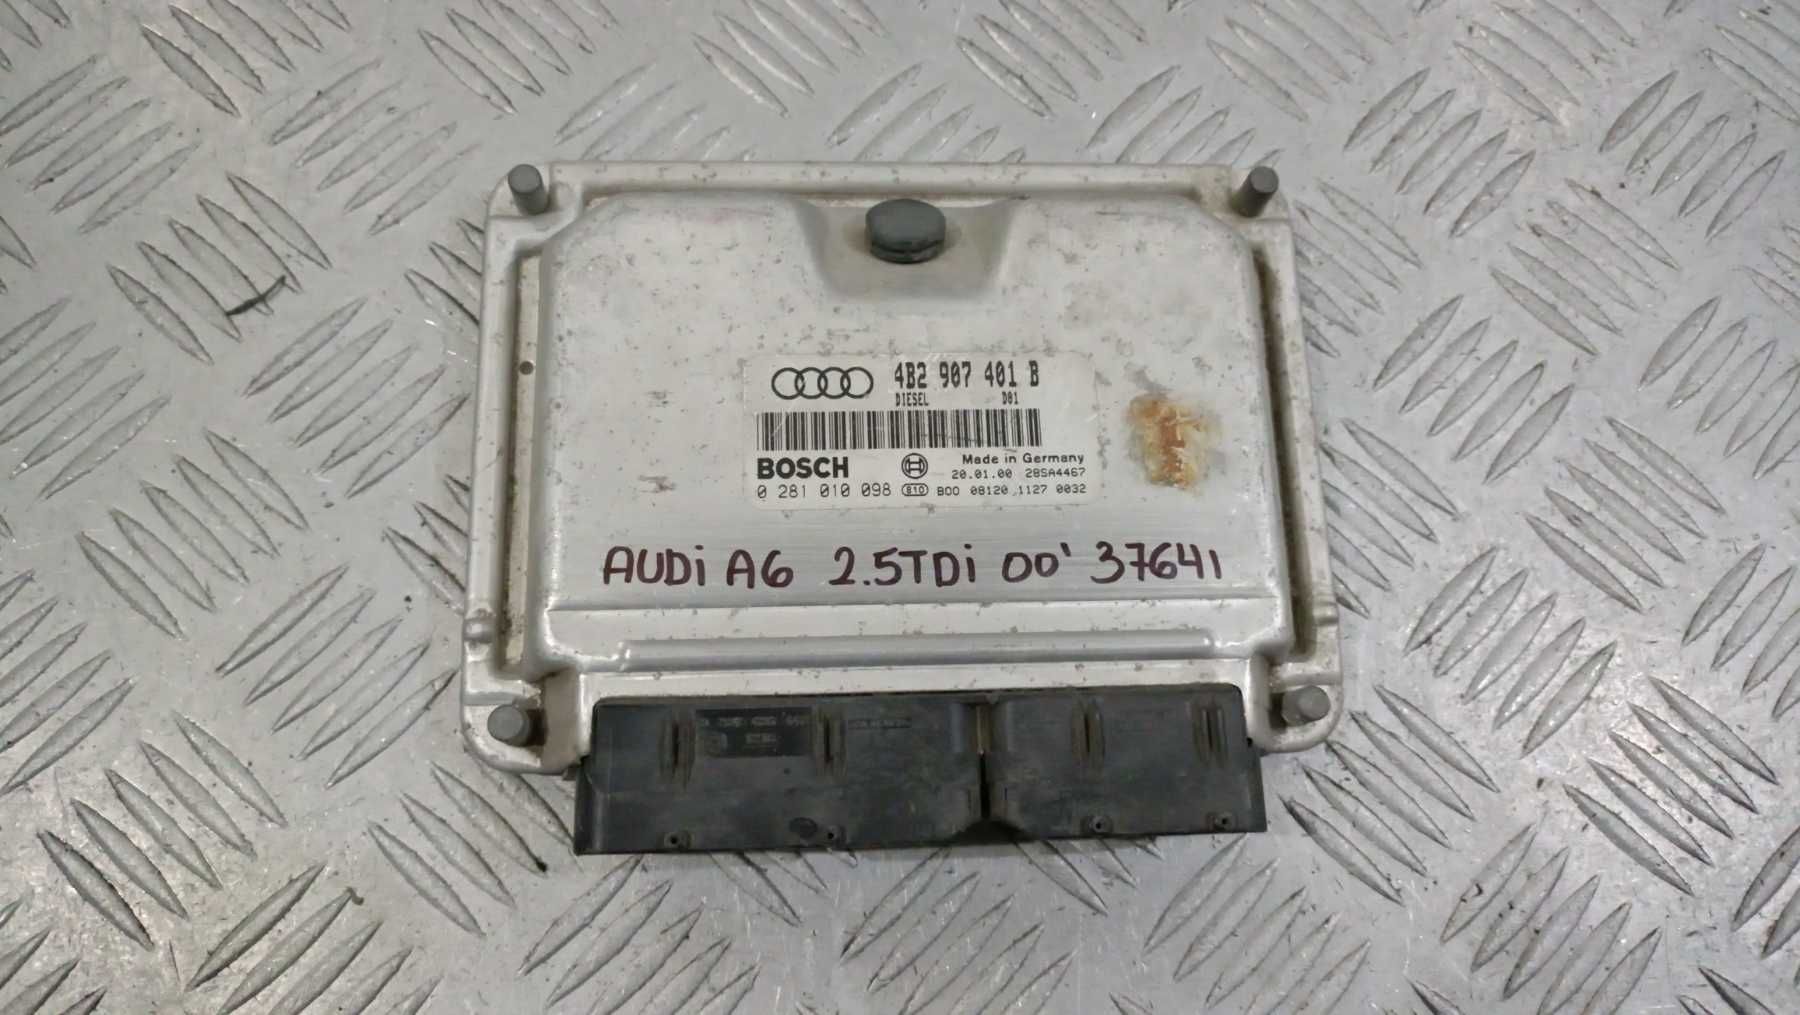 4B2 907 401 B
DIESEL D01
BOSCH
Made in Germany
20.01.00 28SA4467
0 281 010 098 810 B00 08120 1127 0032
AUDi A6 2.5TDi 00' 37641